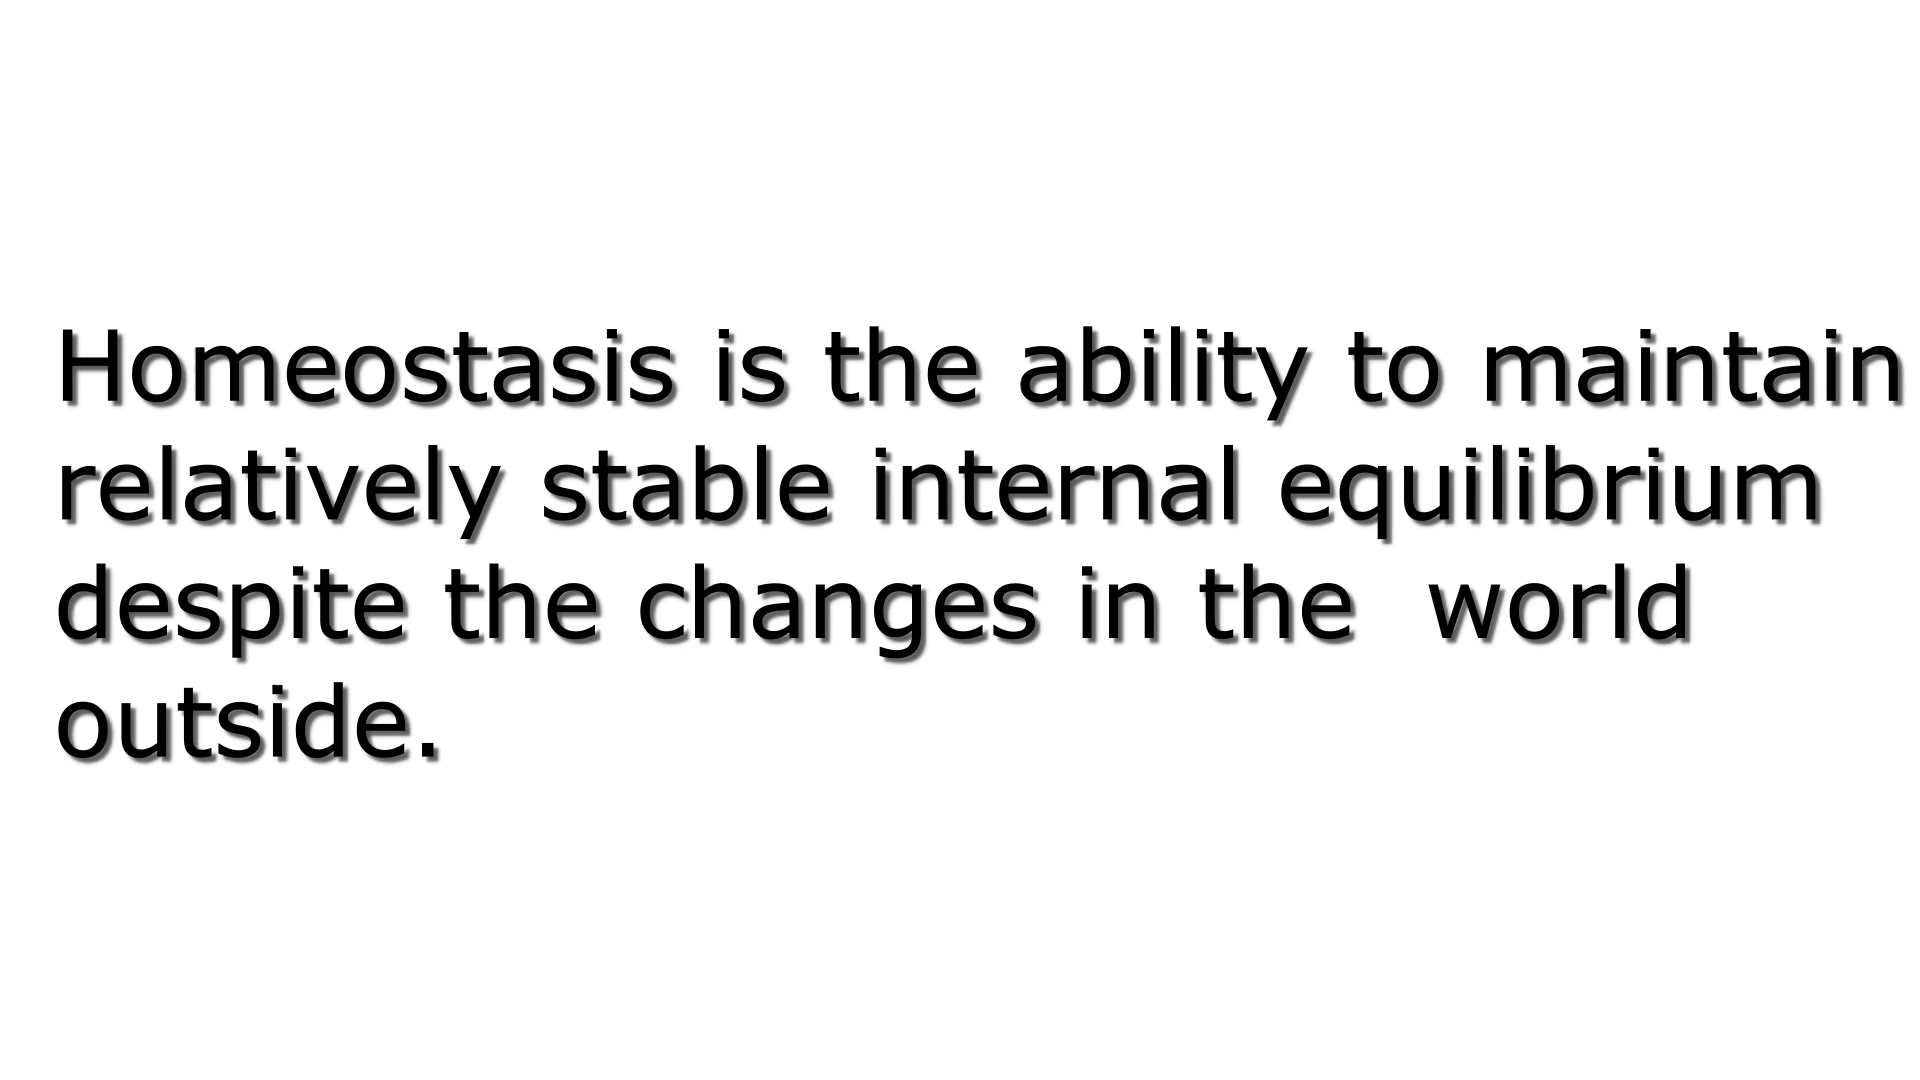 Homeostasis is the ability to maintain
relatively stable internal equilibrium
despite the changes in the  world
outside.